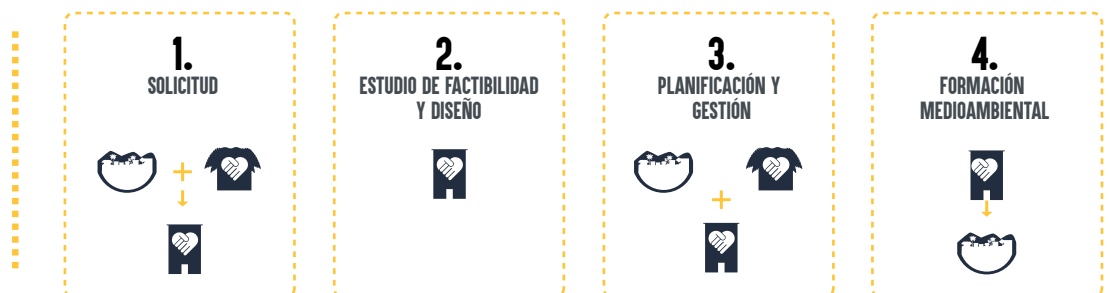 1.
SOLICITUD
2.
ESTUDIO DE FACTIBILIDAD
Y DISEÑO
3.
PLANIFICACIÓN Y
GESTIÓN
4.
FORMACIÓN
MEDIOAMBIENTAL